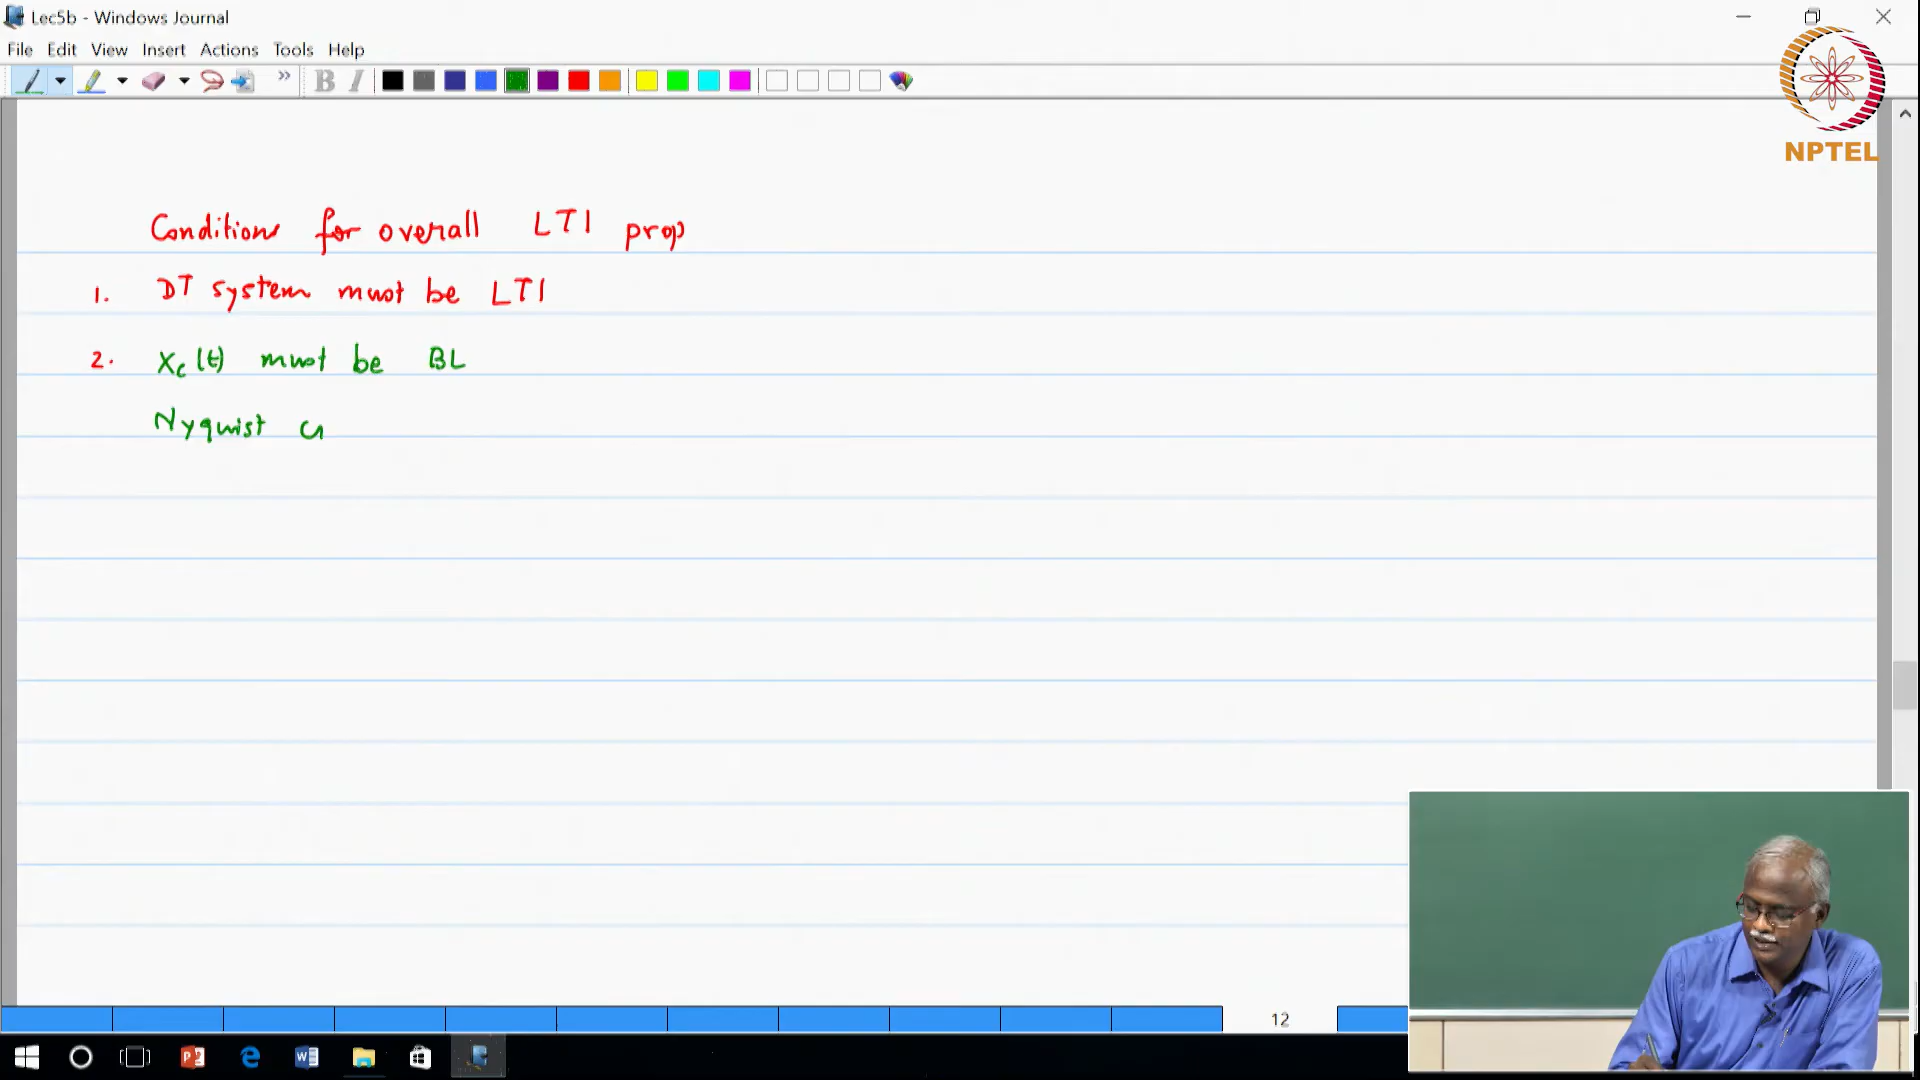 Lec5b - Windows Journal
File Edit View Insert Actions Tools Help
B I
NPTEL
Conditions for overall LTI prop
1. DT system must be LTI
2. xc(t) must be BL
Nyquist
12